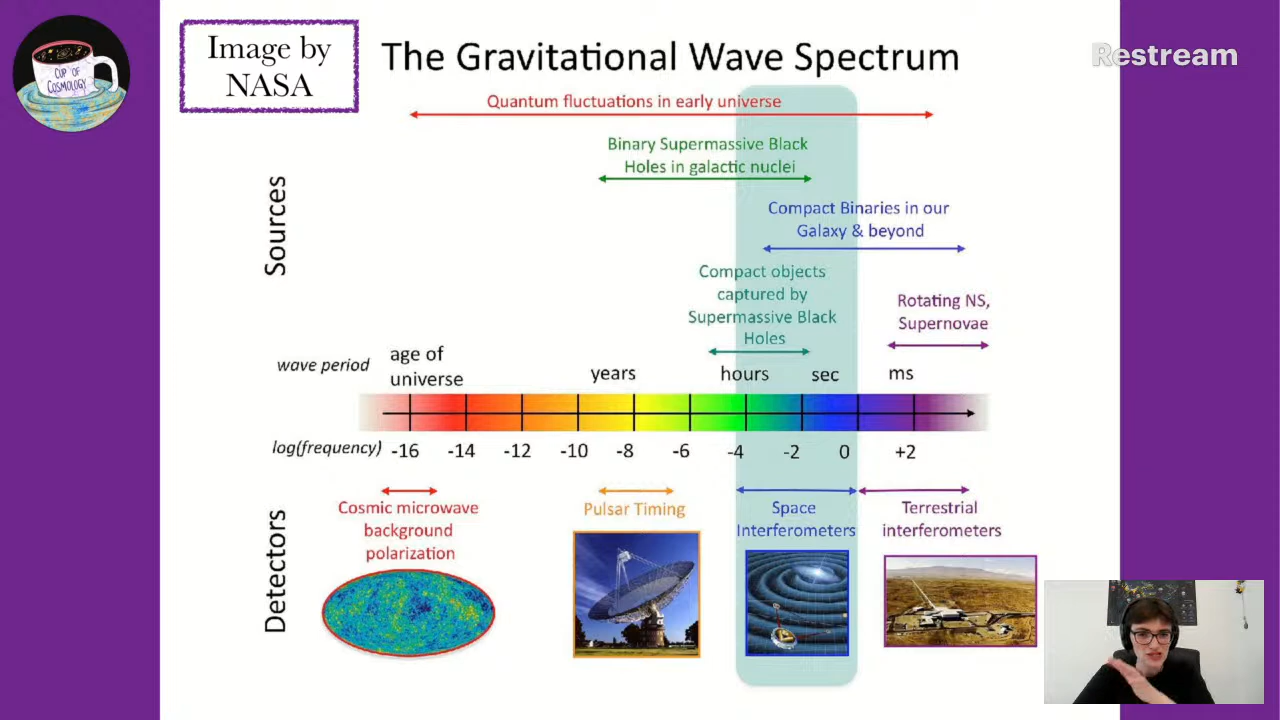 CUP OF
COSMOLOGY
Image by
NASA
The Gravitational Wave Spectrum
Restream
Quantum fluctuations in early universe
Binary Supermassive Black
Holes in galactic nuclei
Compact Binaries in our
Galaxy & beyond
Compact objects
captured by
Supermassive Black
Holes
Rotating NS,
Supernovae
Sources
wave period
age of
universe
years
hours
sec
ms
log(frequency)
-16 -14 -12 -10 -8 -6 -4 -2 0 +2
Detectors
Cosmic microwave
background
polarization
Pulsar Timing
Space
Interferometers
Terrestrial
interferometers